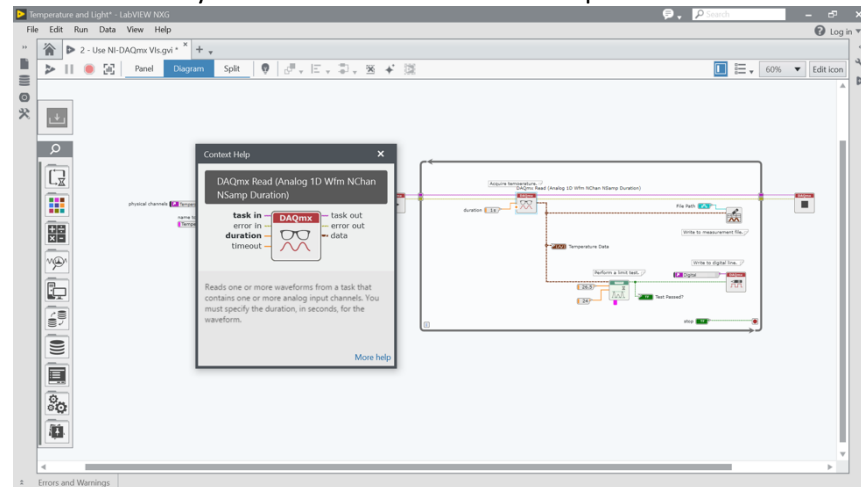 Temperature and Light* - LabVIEW NXG
Search
File Edit Run Data View Help
Log in
2 - Use NI-DAQmx VIs.gvi *
Panel Diagram Split
60%
Edit icon
Context Help
DAQmx Read (Analog 1D Wfm NChan
NSamp Duration)
task in
error in
duration
timeout
DAQmx
task out
error out
data
Reads one or more waveforms from a task that
contains one or more analog input channels. You
must specify the duration, in seconds, for the
waveform.
More help
physical channels
Acquire temperature.
DAQmx Read (Analog 1D Wfm NChan NSamp Duration)
duration
File Path
Write to measurement file.
Temperature Data
Write to digital line.
Perform a limit test.
Digital
Test Passed?
stop
Errors and Warnings